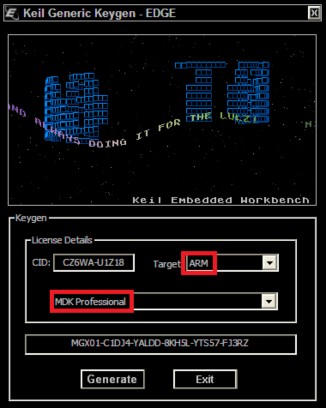 Keil Generic Keygen - EDGE
AND ALWAYS DOING IT FOR THE LULZ!
Keil Embedded Workbench
Keygen
License Details
CID: CZ6WA-U1Z18 Target ARM
MDK Professional
MGX01-C1DJ4-YALDD-8KH5L-YTS57-FJ3RZ
Generate Exit